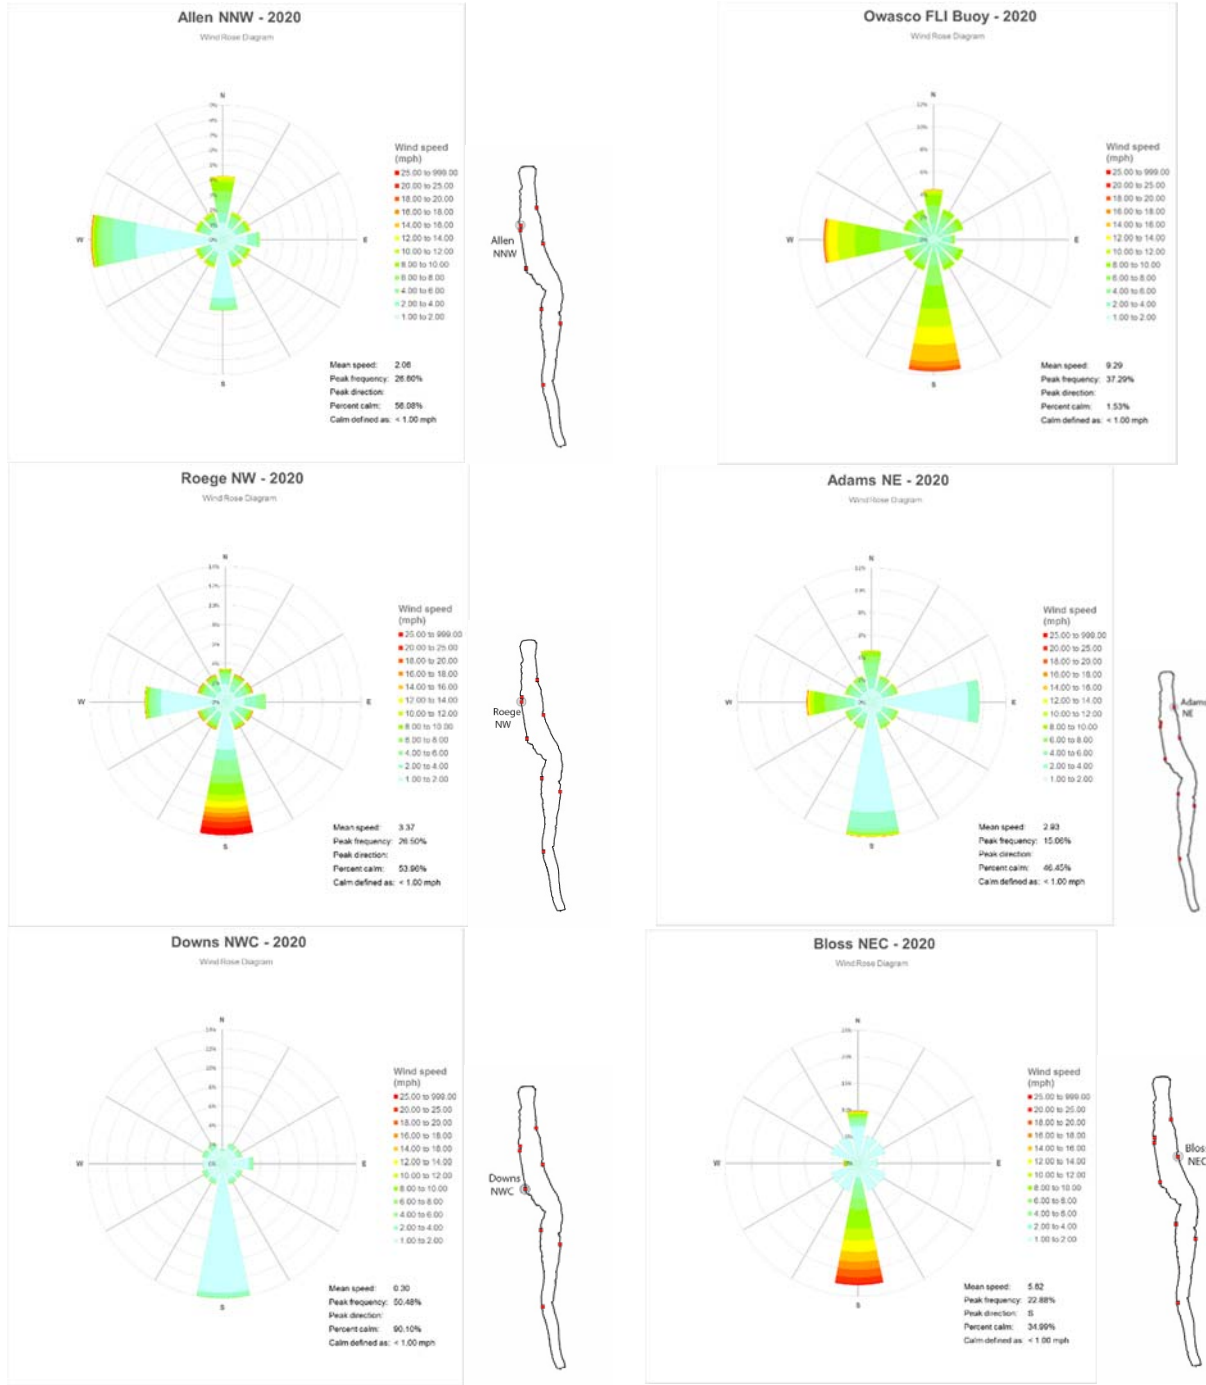 Allen NNW - 2020
Wind Rose Diagram
N
W
E
S
Wind speed
(mph)
25.00 to 999.00
20.00 to 25.00
18.00 to 20.00
16.00 to 18.00
14.00 to 16.00
12.00 to 14.00
10.00 to 12.00
8.00 to 10.00
6.00 to 8.00
4.00 to 6.00
2.00 to 4.00
1.00 to 2.00
Mean speed: 2.08
Peak frequency: 26.80%
Peak direction:
Percent calm: 56.08%
Calm defined as: < 1.00 mph
Allen
NNW
Owasco FLI Buoy - 2020
Wind Rose Diagram
N
12%
10%
W
E
S
Wind speed
(mph)
25.00 to 999.00
20.00 to 25.00
18.00 to 20.00
16.00 to 18.00
14.00 to 16.00
12.00 to 14.00
10.00 to 12.00
8.00 to 10.00
6.00 to 8.00
4.00 to 6.00
2.00 to 4.00
1.00 to 2.00
Mean speed: 9.29
Peak frequency: 37.29%
Peak direction:
Percent calm: 1.53%
Calm defined as: < 1.00 mph
Roege NW - 2020
Wind Rose Diagram
N
W
E
S
Wind speed
(mph)
25.00 to 999.00
20.00 to 25.00
18.00 to 20.00
16.00 to 18.00
14.00 to 16.00
12.00 to 14.00
10.00 to 12.00
8.00 to 10.00
6.00 to 8.00
4.00 to 6.00
2.00 to 4.00
1.00 to 2.00
Mean speed: 3.37
Peak frequency: 26.50%
Peak direction:
Percent calm: 53.96%
Calm defined as: < 1.00 mph
Roege
NW
Adams NE - 2020
Wind Rose Diagram
N
W
E
S
Wind speed
(mph)
25.00 to 999.00
20.00 to 25.00
18.00 to 20.00
16.00 to 18.00
14.00 to 16.00
12.00 to 14.00
10.00 to 12.00
8.00 to 10.00
6.00 to 8.00
4.00 to 6.00
2.00 to 4.00
1.00 to 2.00
Mean speed: 2.93
Peak frequency: 15.06%
Peak direction:
Percent calm: 46.45%
Calm defined as: < 1.00 mph
Adams
NE
Downs NWC - 2020
Wind Rose Diagram
N
W
E
S
Wind speed
(mph)
25.00 to 999.00
20.00 to 25.00
18.00 to 20.00
16.00 to 18.00
14.00 to 16.00
12.00 to 14.00
10.00 to 12.00
8.00 to 10.00
6.00 to 8.00
4.00 to 6.00
2.00 to 4.00
1.00 to 2.00
Mean speed: 0.30
Peak frequency: 50.48%
Peak direction:
Percent calm: 90.10%
Calm defined as: < 1.00 mph
Downs
NWC
Bloss NEC - 2020
Wind Rose Diagram
N
W
E
S
Wind speed
(mph)
25.00 to 999.00
20.00 to 25.00
18.00 to 20.00
16.00 to 18.00
14.00 to 16.00
12.00 to 14.00
10.00 to 12.00
8.00 to 10.00
6.00 to 8.00
4.00 to 6.00
2.00 to 4.00
1.00 to 2.00
Mean speed: 5.62
Peak frequency: 22.88%
Peak direction: S
Percent calm: 34.99%
Calm defined as: < 1.00 mph
Bloss
NEC